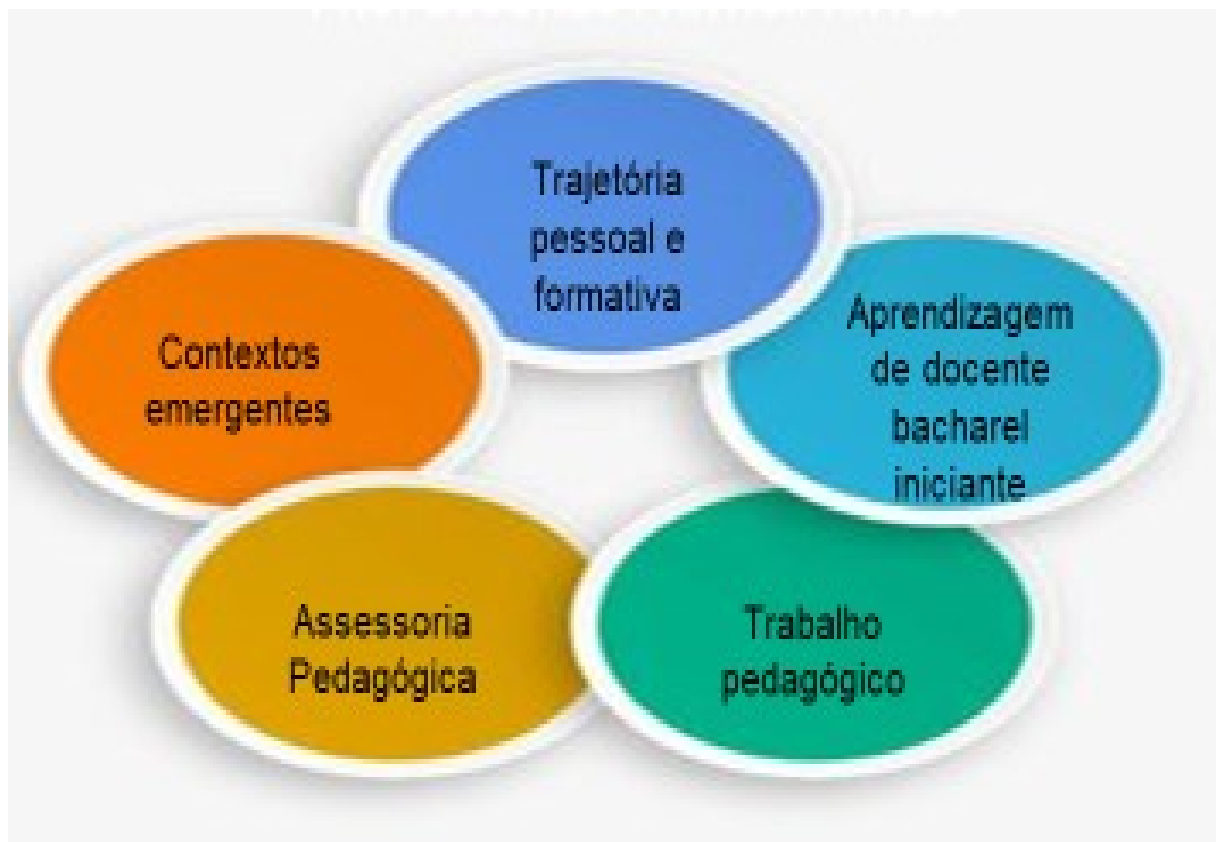 Trajetória
pessoal e
formativa
Aprendizagem
de docente
bacharel
iniciante
Trabalho
pedagógico
Assessoria
Pedagógica
Contextos
emergentes